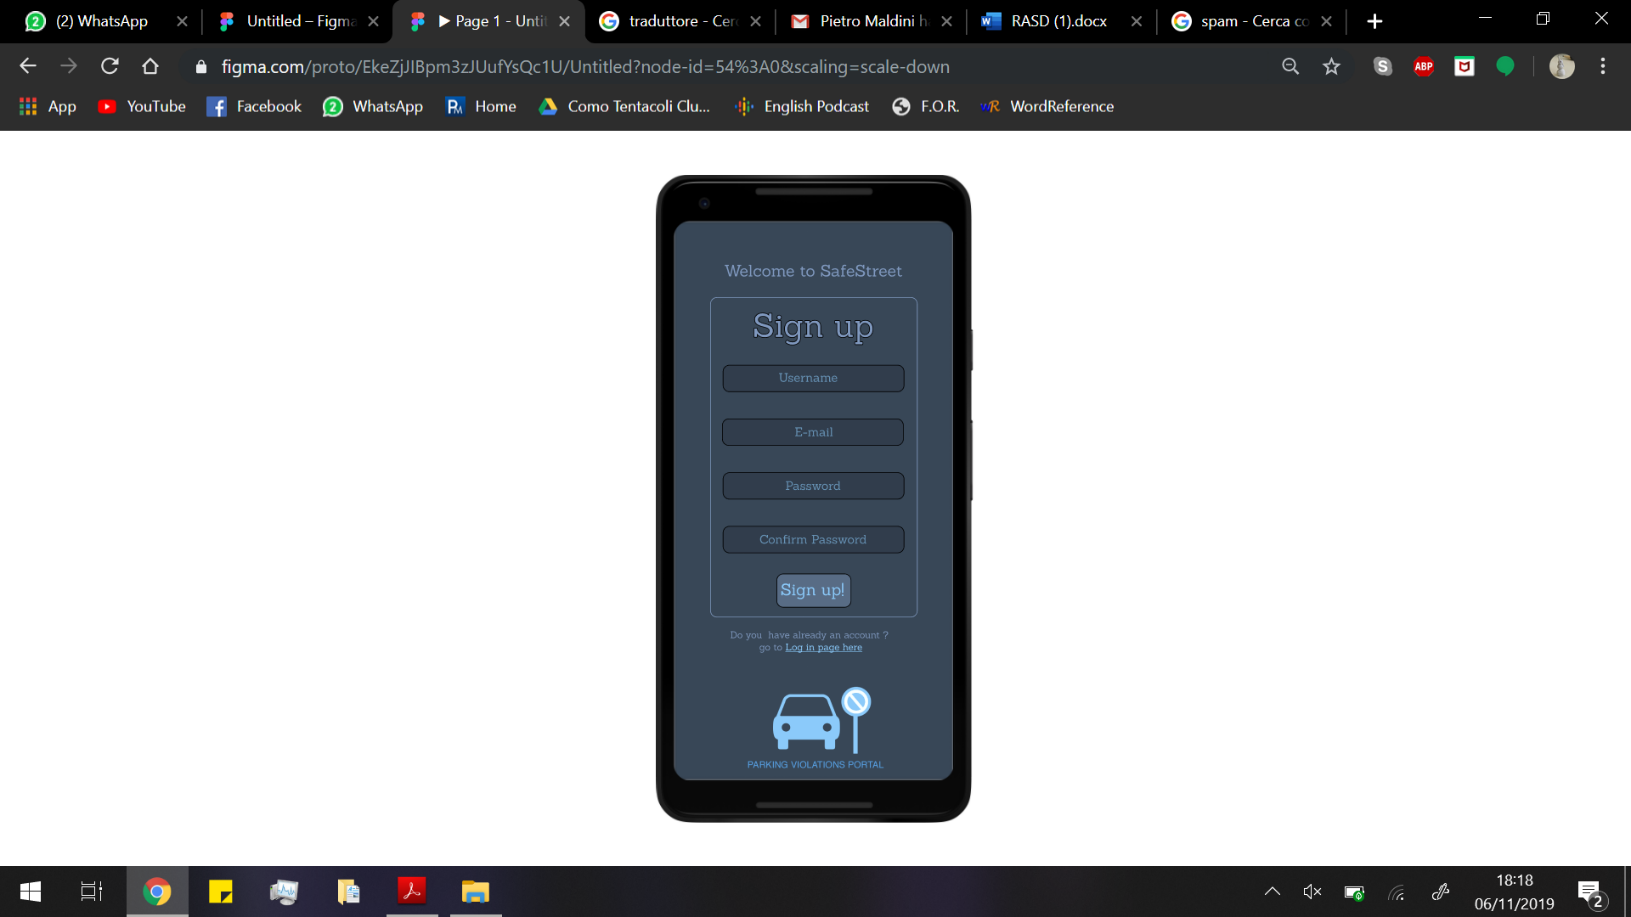 (2) WhatsApp
Untitled – Figma
Page 1 - Untit
traduttore - Cer
Pietro Maldini h
RASD (1).docx
spam - Cerca co
figma.com/proto/EkeZjJIBpm3zJUufYsQc1U/Untitled?node-id=54%3A0&scaling=scale-down
App
YouTube
Facebook
WhatsApp
Home
Como Tentacoli Clu...
English Podcast
F.O.R.
WordReference
Welcome to SafeStreet
Sign up
Username
E-mail
Password
Confirm Password
Sign up!
Do you have already an account ?
go to Log in page here
PARKING VIOLATIONS PORTAL
18:18
06/11/2019
2